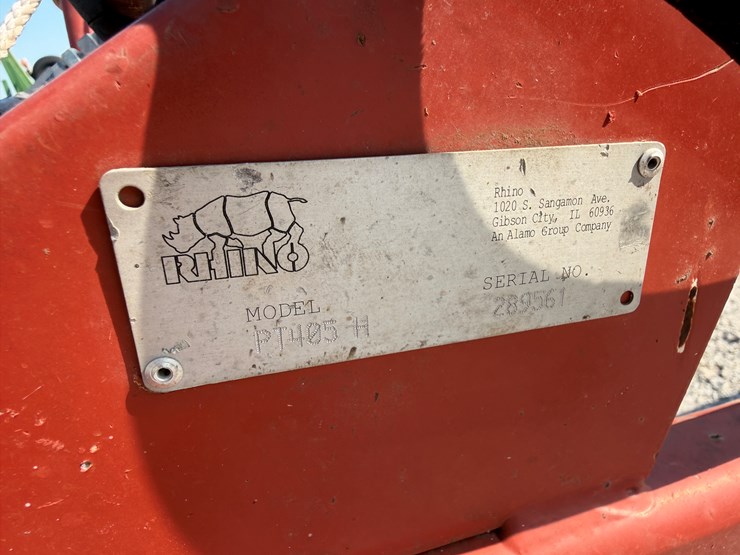 RHINO
Rhino
1020 S. Sangamon Ave.
Gibson City, IL 60936
An Alamo Group Company
MODEL
PT405 H
SERIAL NO.
289561